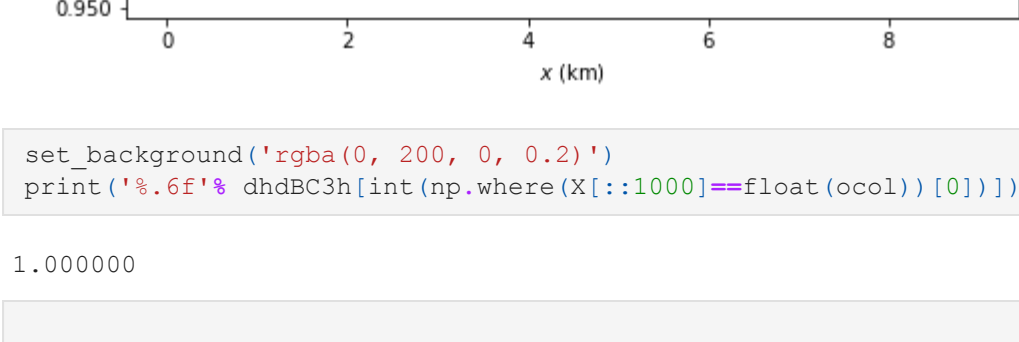 0.950
0 2 4 6 8
x (km)
set_background('rgba(0, 200, 0, 0.2)')
print('%.6f'% dhdBC3h[int(np.where(X[::1000]==float(ocol))[0])])
1.000000